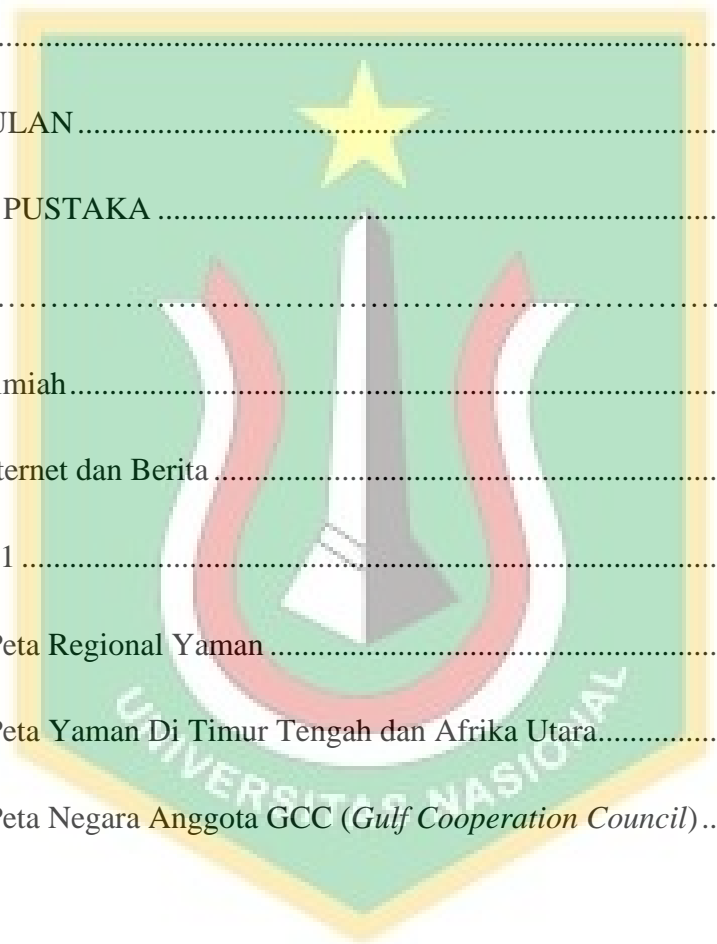 ..........................................................................................
ULAN..........................................................................................
PUSTAKA ..........................................................................................
..........................................................................................
miah..........................................................................................
ternet dan Berita..........................................................................................
1 ..........................................................................................
Peta Regional Yaman ..........................................................................................
Peta Yaman Di Timur Tengah dan Afrika Utara..................
Peta Negara Anggota GCC (Gulf Cooperation Council)..
UNIVERSITAS NASIONAL